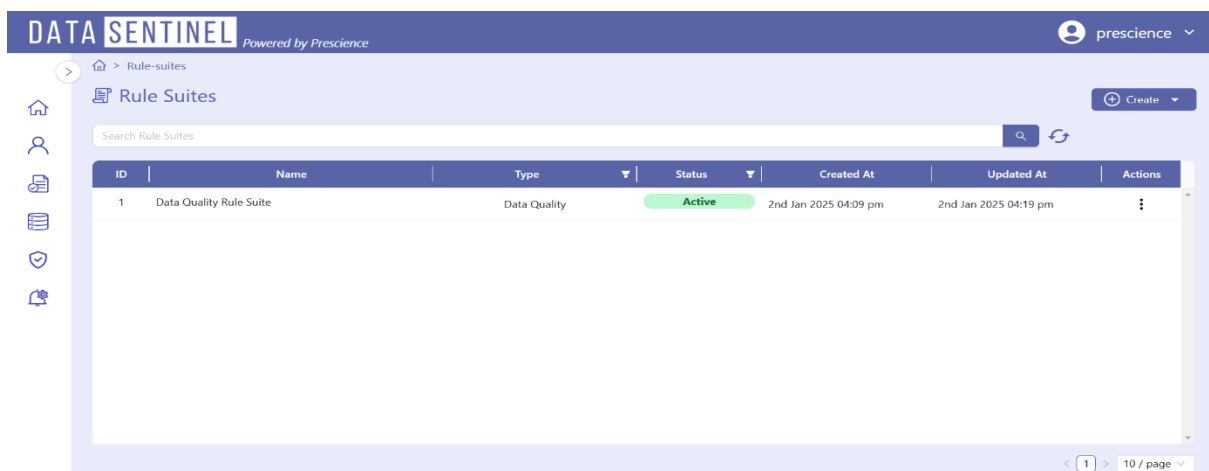 DATA SENTINEL Powered by Prescience
prescience
> Rule-suites
Rule Suites
Create
Search Rule Suites
ID Name Type Status Created At Updated At Actions
1 Data Quality Rule Suite Data Quality Active 2nd Jan 2025 04:09 pm 2nd Jan 2025 04:19 pm
< 1 > 10 / page